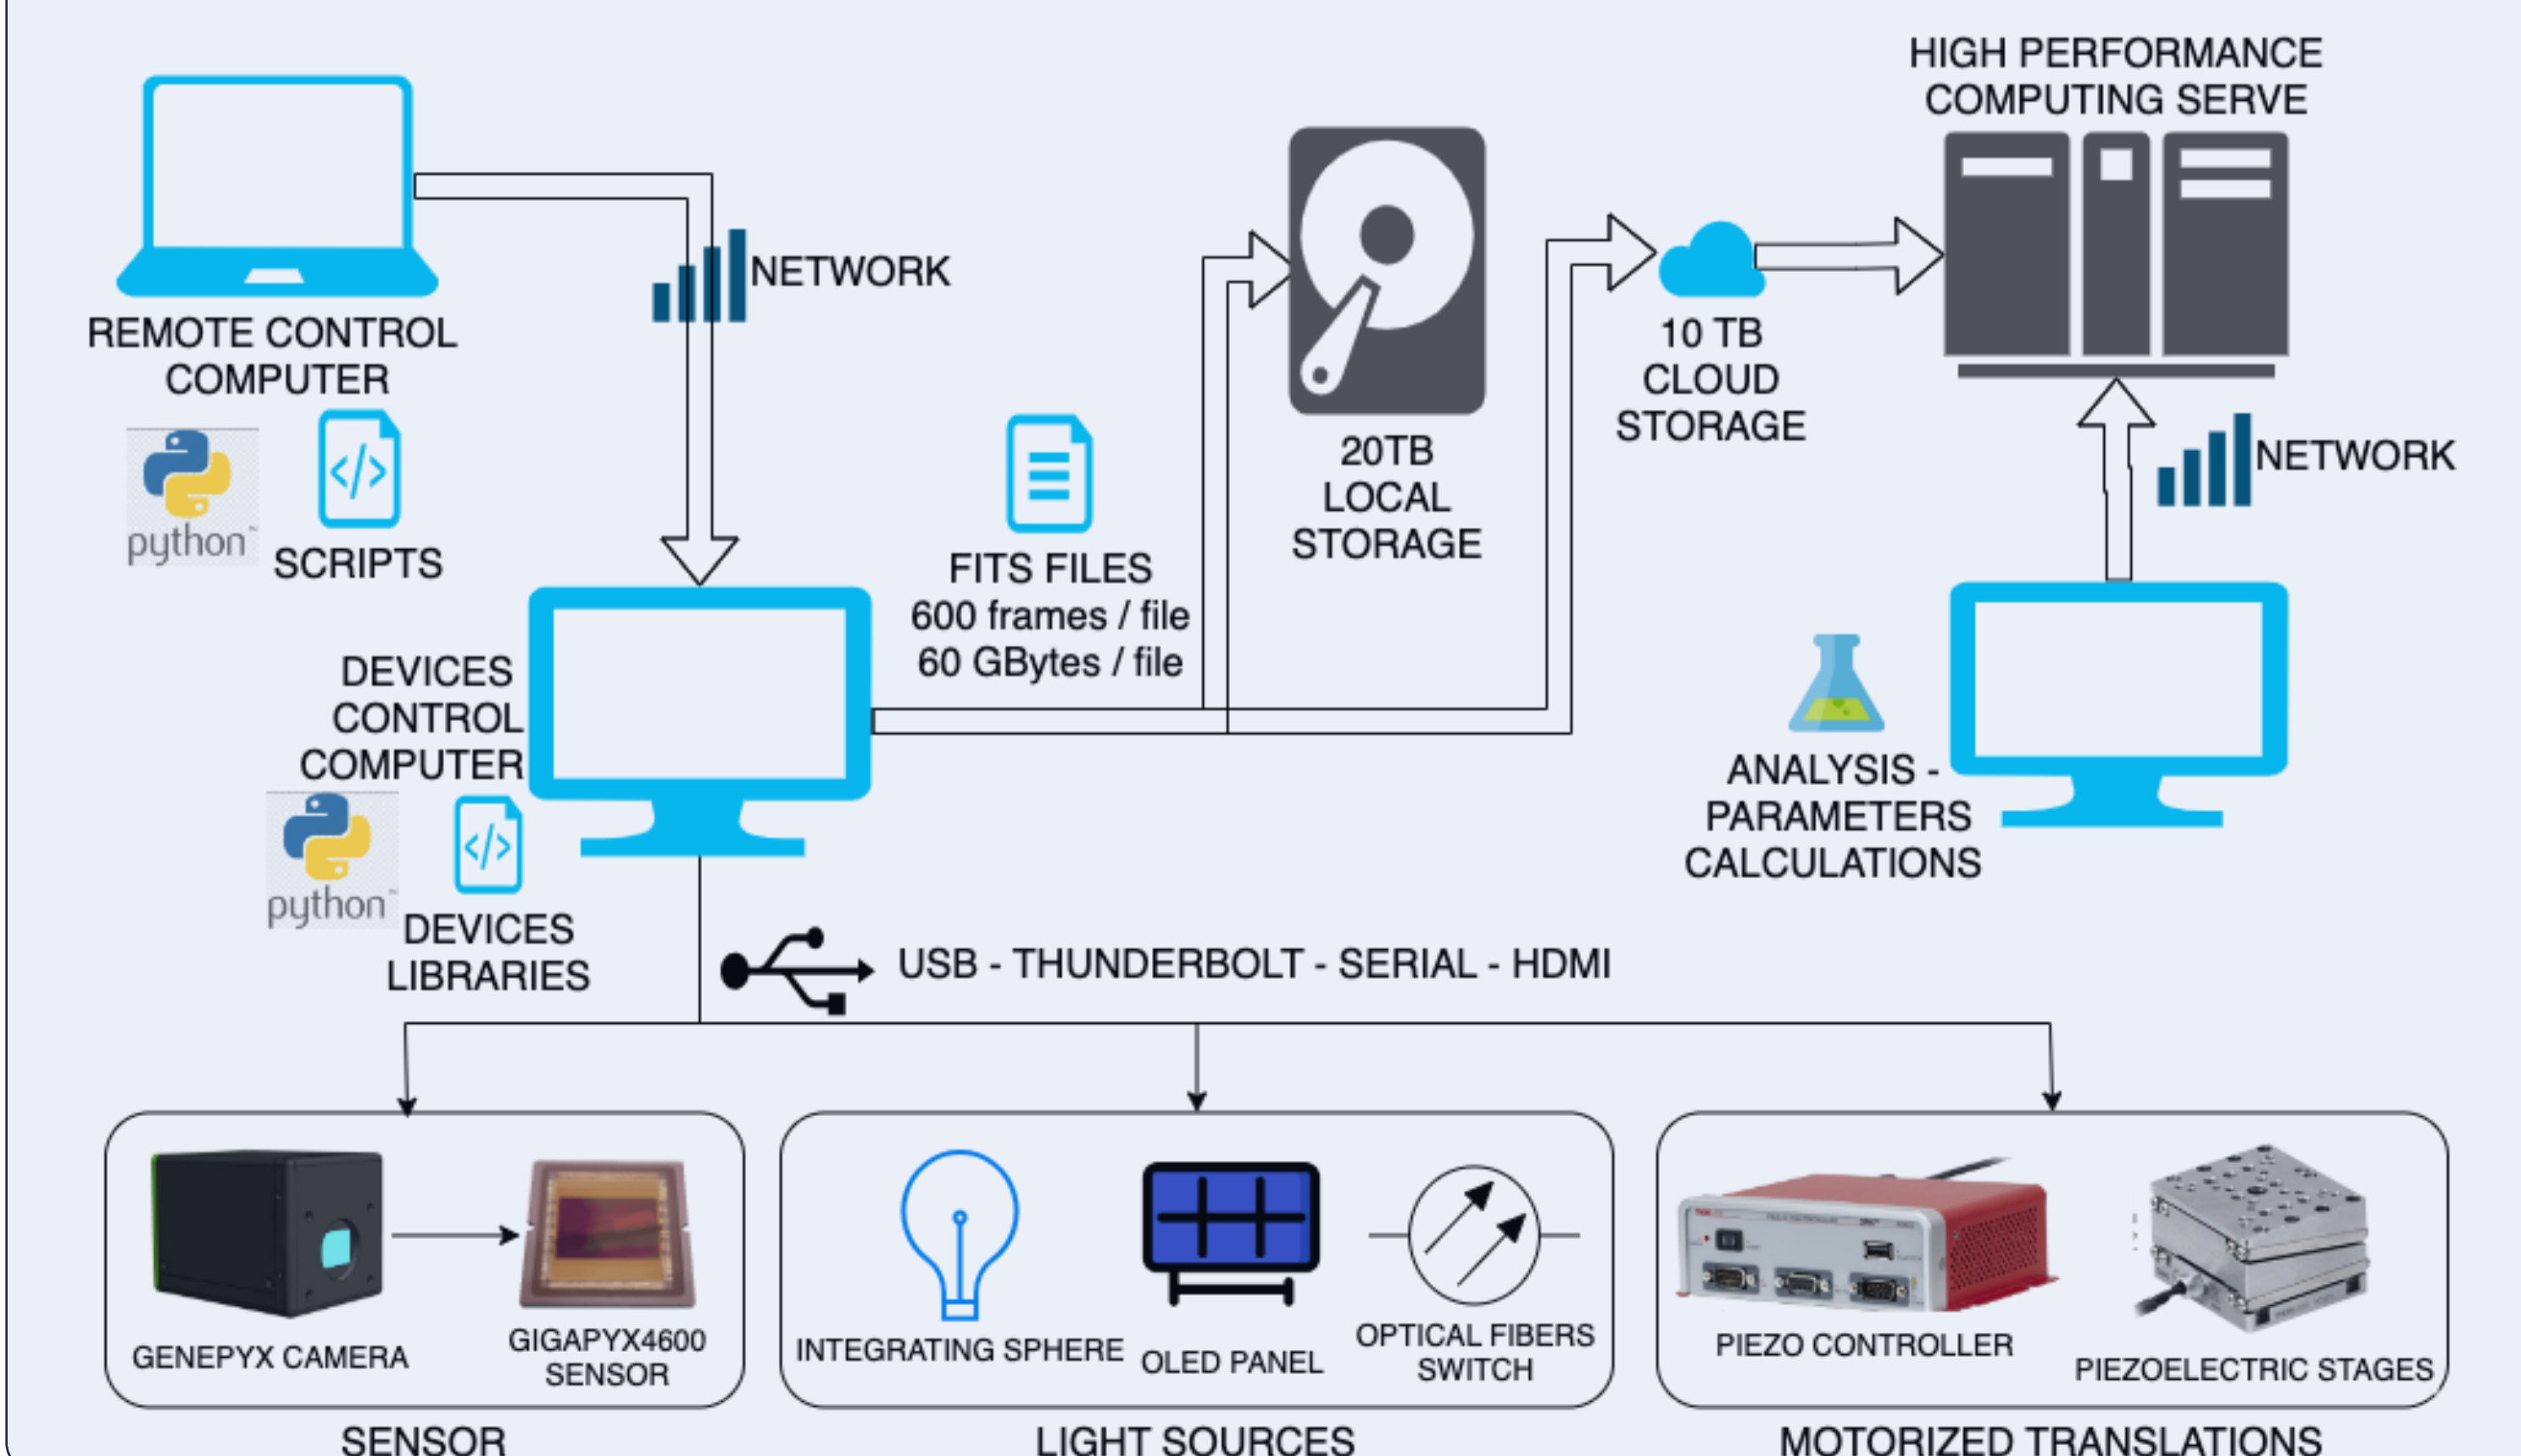 HIGH PERFORMANCE
COMPUTING SERVE
NETWORK
REMOTE CONTROL
COMPUTER
python
SCRIPTS
10 TB
CLOUD
STORAGE
20TB
LOCAL
STORAGE
NETWORK
FITS FILES
600 frames / file
60 GBytes / file
DEVICES
CONTROL
COMPUTER
python
DEVICES
LIBRARIES
ANALYSIS -
PARAMETERS
CALCULATIONS
USB - THUNDERBOLT - SERIAL - HDMI
GENEPYX CAMERA
GIGAPYX4600
SENSOR
INTEGRATING SPHERE
OLED PANEL
OPTICAL FIBERS
SWITCH
PIEZO CONTROLLER
PIEZOELECTRIC STAGES
SENSOR
LIGHT SOURCES
MOTORIZED TRANSLATIONS